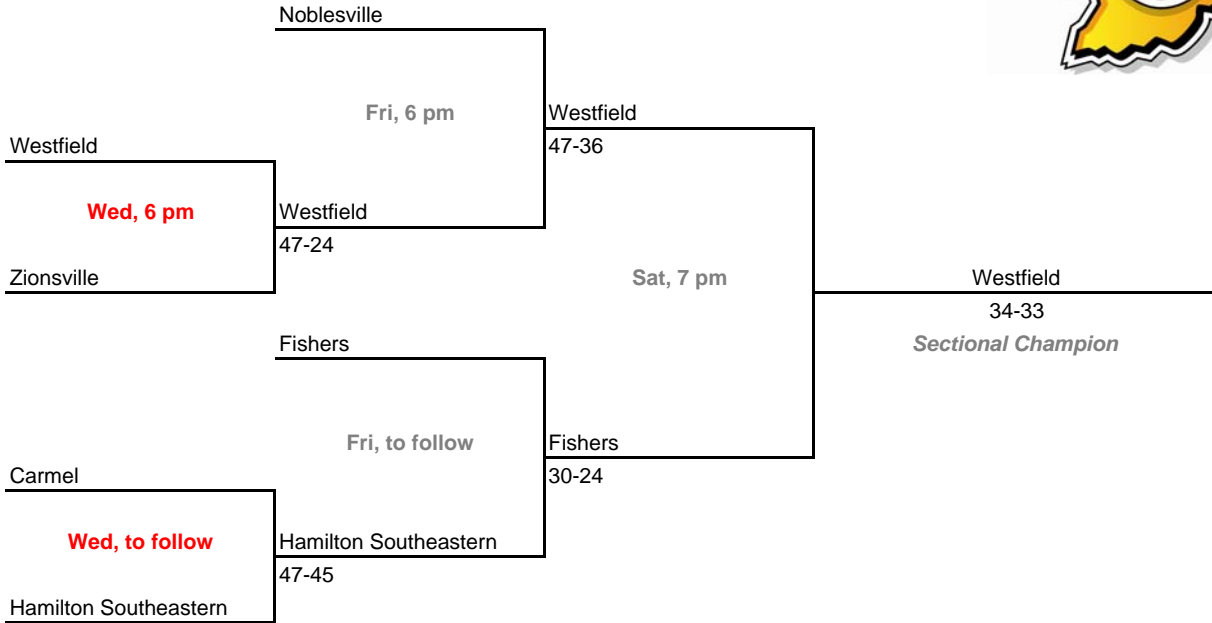 Noblesville
Fri, 6 pm
Westfield
Westfield
47-36
Wed, 6 pm
Westfield
47-24
Zionsville
Sat, 7 pm
Westfield
34-33
Fishers
Sectional Champion
Fri, to follow
Fishers
Carmel
30-24
Wed, to follow
Hamilton Southeastern
47-45
Hamilton Southeastern